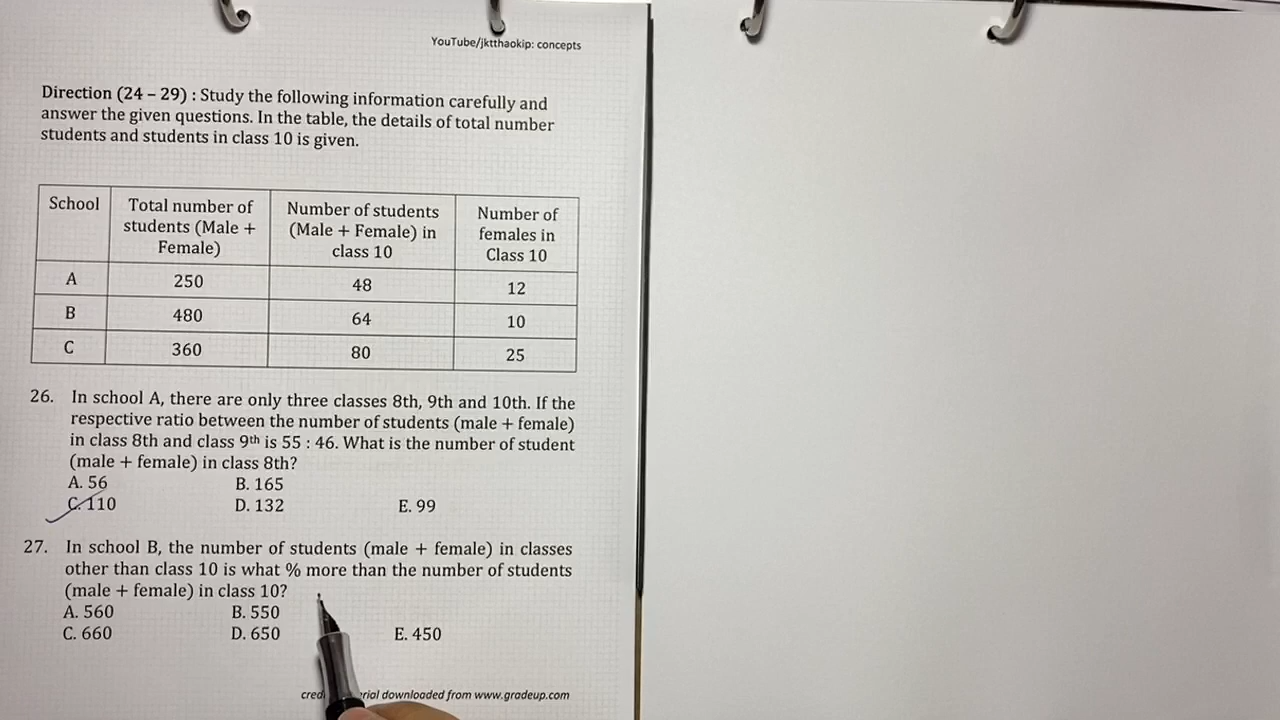 YouTube/jktthaokip: concepts
Direction (24 – 29) : Study the following information carefully and
answer the given questions. In the table, the details of total number
students and students in class 10 is given.
School | Total number of students (Male + Female) | Number of students (Male + Female) in class 10 | Number of females in Class 10
A | 250 | 48 | 12
B | 480 | 64 | 10
C | 360 | 80 | 25
26. In school A, there are only three classes 8th, 9th and 10th. If the
respective ratio between the number of students (male + female)
in class 8th and class 9th is 55 : 46. What is the number of student
(male + female) in class 8th?
A. 56 B. 165
C. 110 D. 132 E. 99
27. In school B, the number of students (male + female) in classes
other than class 10 is what % more than the number of students
(male + female) in class 10?
A. 560 B. 550
C. 660 D. 650 E. 450
downloaded from www.gradeup.com